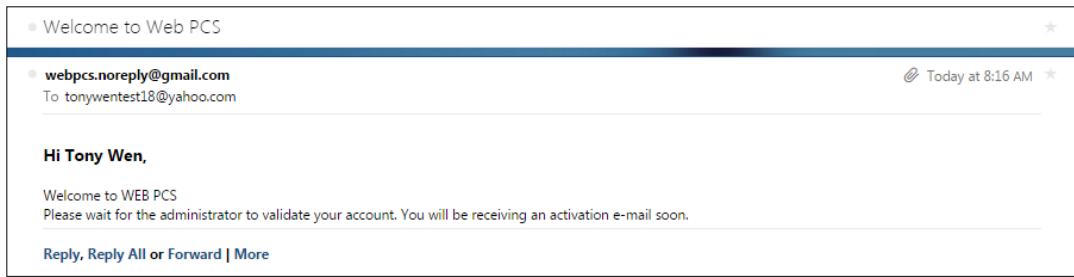 Welcome to Web PCS
webpcs.noreply@gmail.com
Today at 8:16 AM
To tonywentest18@yahoo.com
Hi Tony Wen,
Welcome to WEB PCS
Please wait for the administrator to validate your account. You will be receiving an activation e-mail soon.
Reply, Reply All or Forward | More